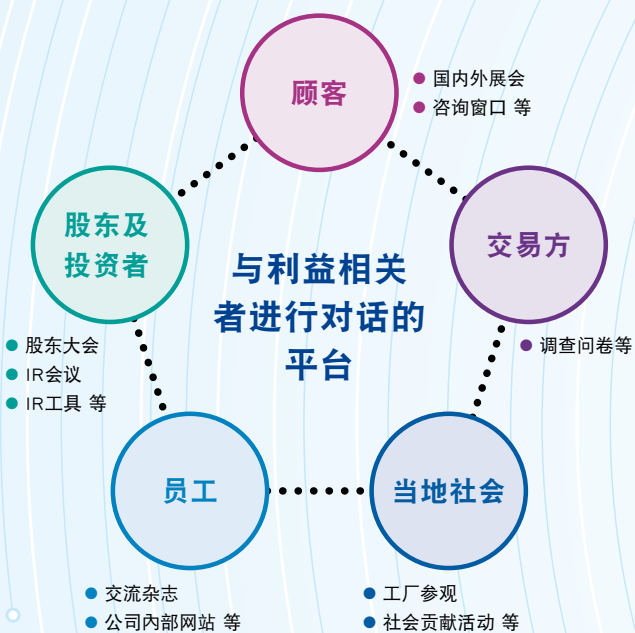 顾客
● 国内外展会
● 咨询窗口 等
股东及
投资者
交易方
与利益相关
者进行对话的
平台
● 股东大会
● IR会议
● IR工具 等
● 调查问卷等
员工
当地社会
● 交流杂志
● 公司内部网站 等
● 工厂参观
● 社会贡献活动 等